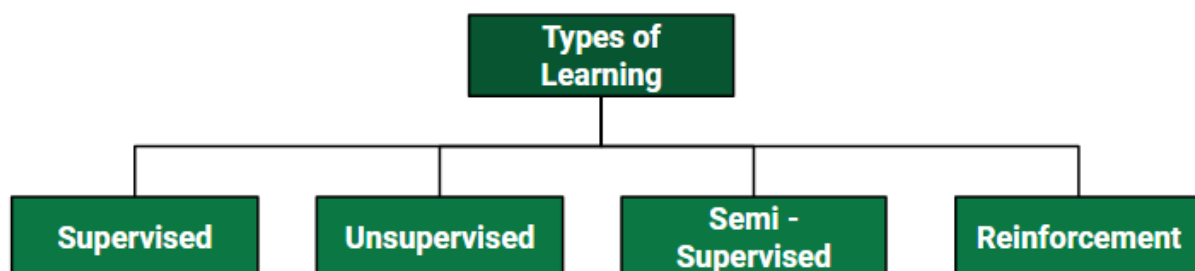 Types of
Learning
Supervised
Unsupervised
Semi -
Supervised
Reinforcement